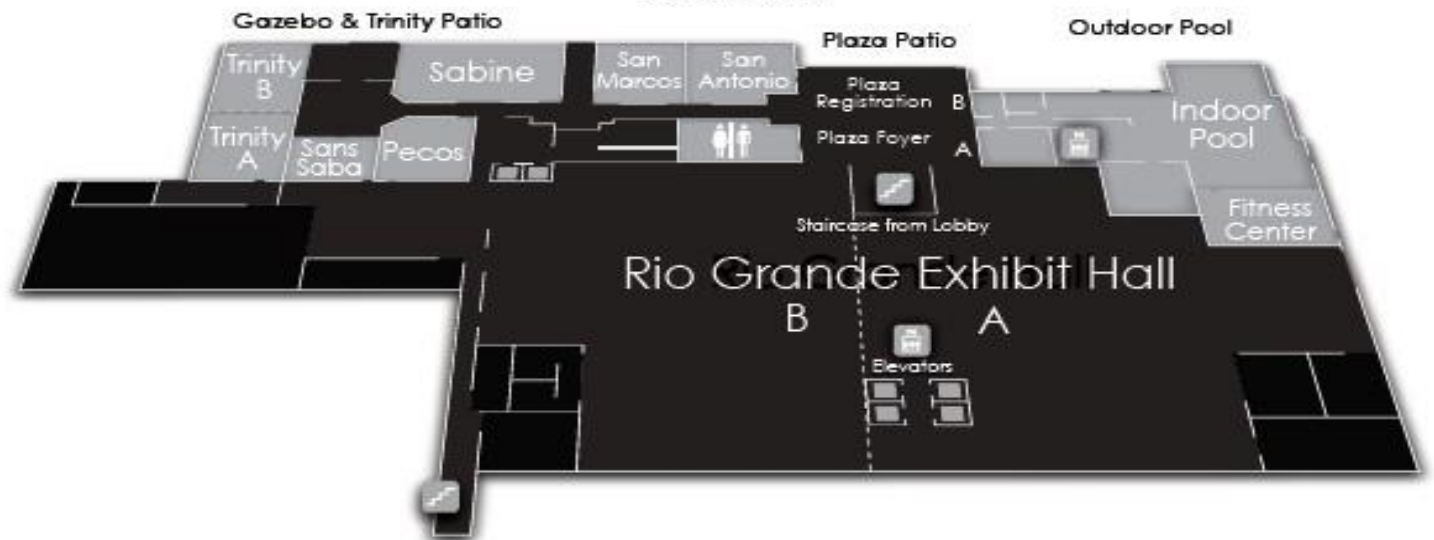 Gazebo & Trinity Patio
Plaza Patio
Outdoor Pool
Trinity
B
Sabine
San
Marcos
San
Antonio
Plaza
Registration
B
Indoor
Pool
Trinity
A
Sans
Saba
Pecos
Plaza Foyer
A
Staircase from Lobby
Fitness
Center
Rio Grande Exhibit Hall
B
A
Elevators